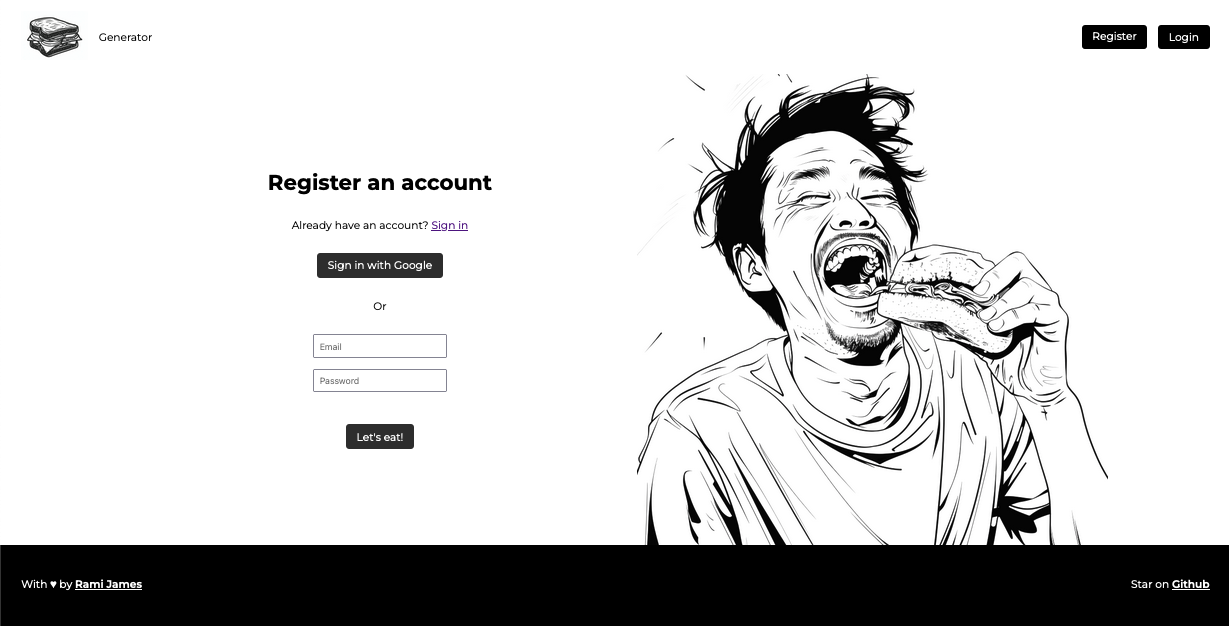 Generator
Register
Login
Register an account
Already have an account? Sign in
Sign in with Google
Or
Email
Password
Let's eat!
With ♥ by Rami James
Star on Github